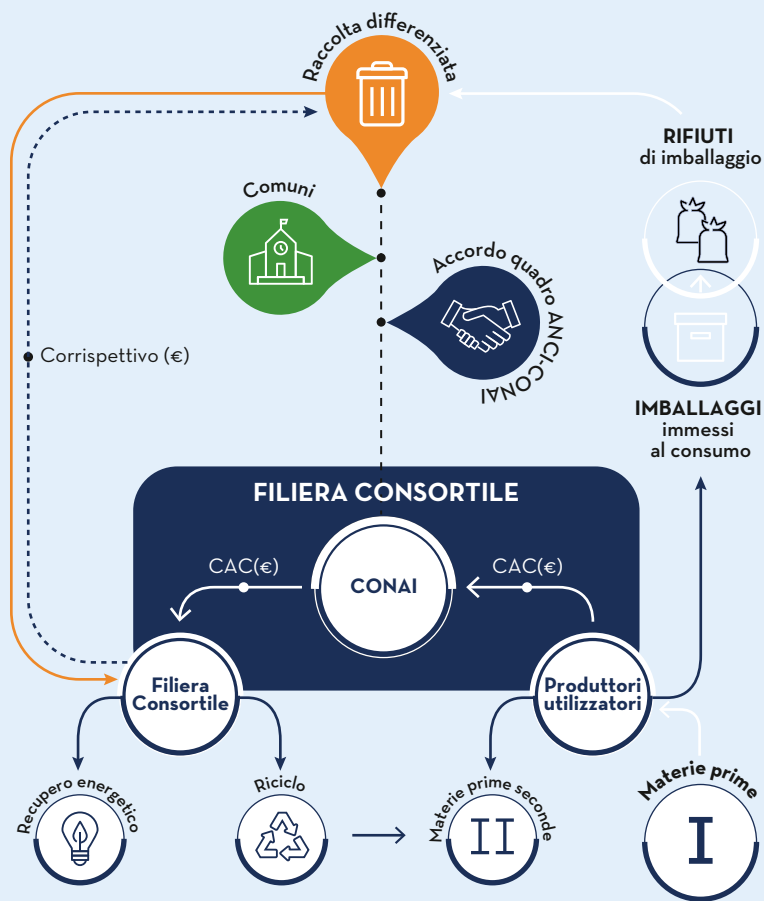 Raccolta differenziata
RIFIUTI
di imballaggio
Comuni
Accordo quadro ANCI-CONAI
Corrispettivo (€)
IMBALLAGGI
immessi
al consumo
FILIERA CONSORTILE
CAC(€)
CONAI
CAC(€)
Filiera
Consortile
Produttori
utilizzatori
Recupero energetico
Riciclo
Materie prime seconde
II
Materie prime
I